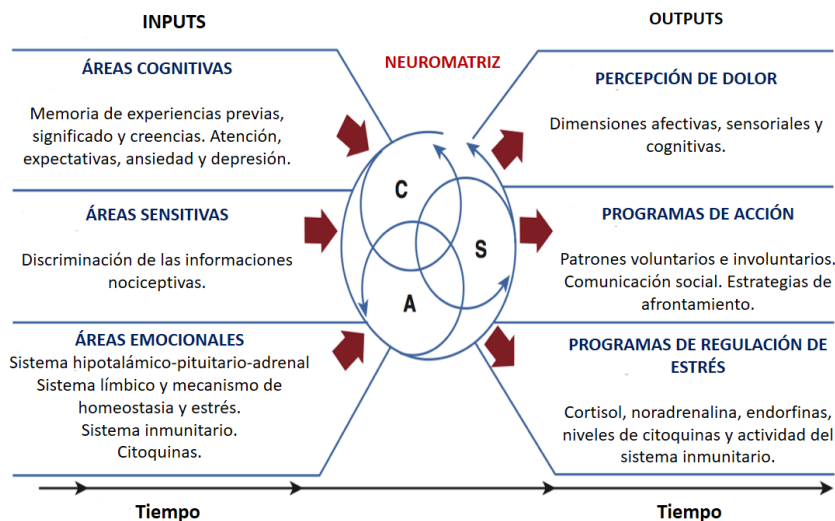 INPUTS
OUTPUTS
ÁREAS COGNITIVAS
Memoria de experiencias previas,
significado y creencias. Atención,
expectativas, ansiedad y depresión.
ÁREAS SENSITIVAS
Discriminación de las informaciones
nociceptivas.
ÁREAS EMOCIONALES
Sistema hipotalámico-pituitario-adrenal
Sistema límbico y mecanismo de
homeostasia y estrés.
Sistema inmunitario.
Citoquinas.
NEUROMATRIZ
C
S
A
PERCEPCIÓN DE DOLOR
Dimensiones afectivas, sensoriales y
cognitivas.
PROGRAMAS DE ACCIÓN
Patrones voluntarios e involuntarios.
Comunicación social. Estrategias de
afrontamiento.
PROGRAMAS DE REGULACIÓN DE
ESTRÉS
Cortisol, noradrenalina, endorfinas,
niveles de citoquinas y actividad del
sistema inmunitario.
Tiempo
Tiempo